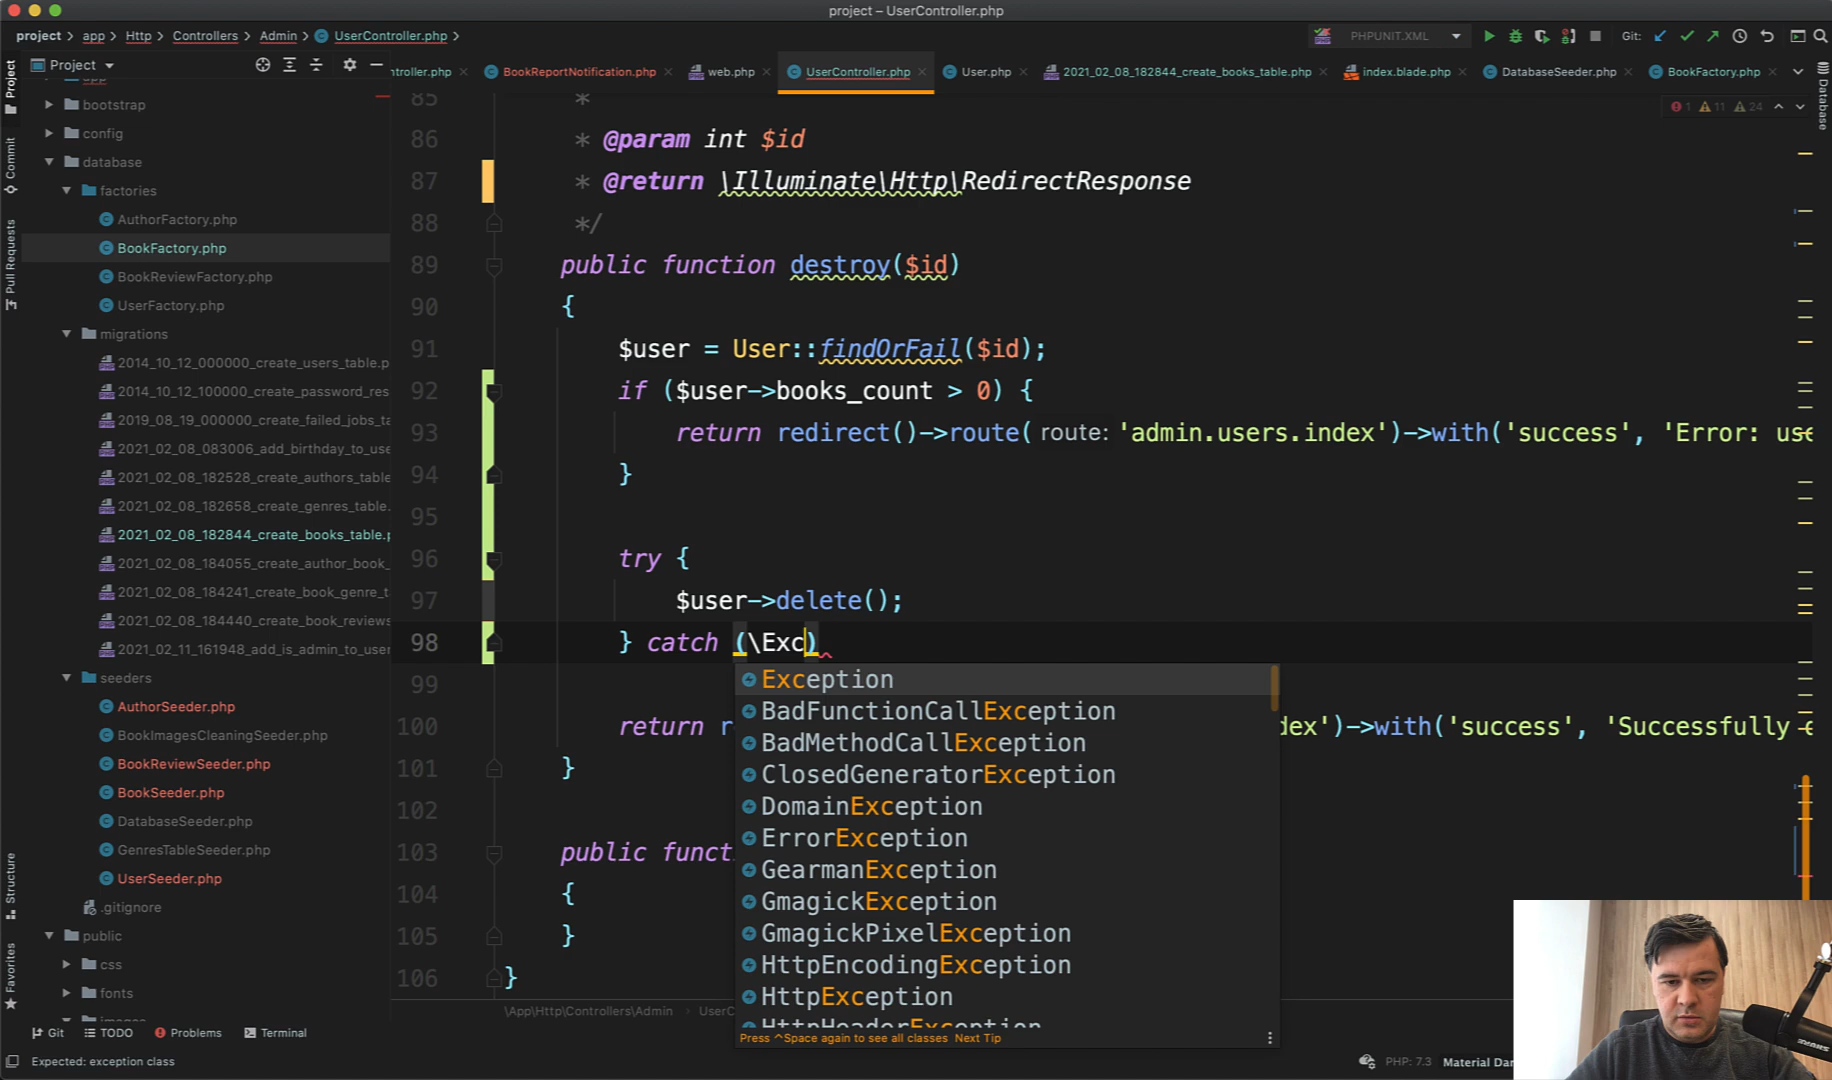 project – UserController.php
project > app > Http > Controllers > Admin > UserController.php >
PHPUNIT.XML
Git:
Project
ntroller.php
BookReportNotification.php
web.php
UserController.php
User.php
2021_02_08_182844_create_books_table.php
index.blade.php
DatabaseSeeder.php
BookFactory.php
1 11 24
Project
Commit
Pull Requests
Structure
Favorites
Database
app
bootstrap
config
database
factories
AuthorFactory.php
BookFactory.php
BookReviewFactory.php
UserFactory.php
migrations
2014_10_12_000000_create_users_table.p
2014_10_12_100000_create_password_res
2019_08_19_000000_create_failed_jobs_ta
2021_02_08_083006_add_birthday_to_use
2021_02_08_182528_create_authors_table
2021_02_08_182658_create_genres_table.
2021_02_08_182844_create_books_table.p
2021_02_08_184055_create_author_book_
2021_02_08_184241_create_book_genre_t
2021_02_08_184440_create_book_reviews
2021_02_11_161948_add_is_admin_to_user
seeders
AuthorSeeder.php
BookImagesCleaningSeeder.php
BookReviewSeeder.php
BookSeeder.php
DatabaseSeeder.php
GenresTableSeeder.php
UserSeeder.php
.gitignore
public
css
fonts
images
85 *
86 * @param int $id
87 * @return \Illuminate\Http\RedirectResponse
88 */
89 public function destroy($id)
90 {
91 $user = User::findOrFail($id);
92 if ($user->books_count > 0) {
93 return redirect()->route( route: 'admin.users.index')->with('success', 'Error: use
94 }
95
96 try {
97 $user->delete();
98 } catch (\Exc)
99
100 return r dex')->with('success', 'Successfully d
101 }
102
103 public funct
104 {
105 }
106 }
Exception
BadFunctionCallException
BadMethodCallException
ClosedGeneratorException
DomainException
ErrorException
GearmanException
GmagickException
GmagickPixelException
HttpEncodingException
HttpException
HttpHeaderException
Press ^Space again to see all classes Next Tip
\App\Http\Controllers\Admin > UserC
Git
TODO
Problems
Terminal
Expected: exception class
PHP: 7.3
Material Dar